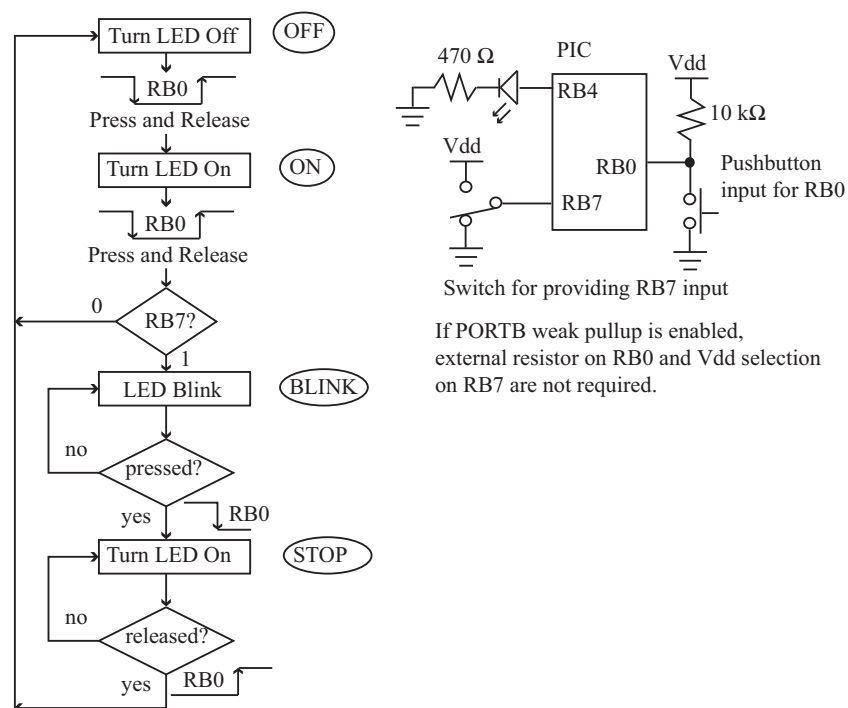 Turn LED Off
OFF
RB0
Press and Release
Turn LED On
ON
RB0
Press and Release
0
RB7?
1
LED Blink
BLINK
no
pressed?
yes
RB0
Turn LED On
STOP
no
released?
yes
RB0
470 Ω
PIC
Vdd
RB4
10 kΩ
Vdd
RB0
Pushbutton
input for RB0
RB7
Switch for providing RB7 input
If PORTB weak pullup is enabled,
external resistor on RB0 and Vdd selection
on RB7 are not required.